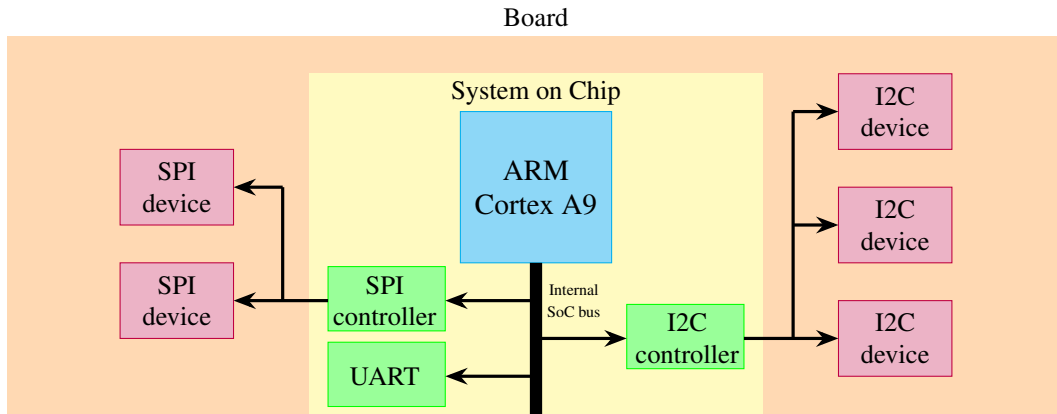 Board
System on Chip
ARM
Cortex A9
SPI
device
SPI
device
SPI
controller
UART
Internal
SoC bus
I2C
controller
I2C
device
I2C
device
I2C
device